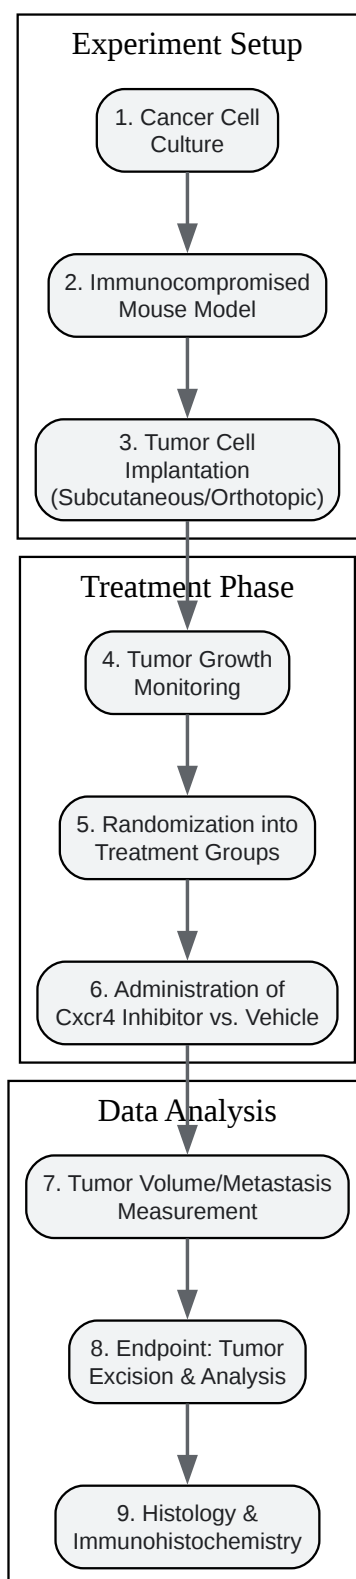 Experiment Setup
1. Cancer Cell
Culture
2. Immunocompromised
Mouse Model
3. Tumor Cell
Implantation
(Subcutaneous/Orthotopic)
Treatment Phase
4. Tumor Growth
Monitoring
5. Randomization into
Treatment Groups
6. Administration of
Cxcr4 Inhibitor vs. Vehicle
Data Analysis
7. Tumor Volume/Metastasis
Measurement
8. Endpoint: Tumor
Excision & Analysis
9. Histology &
Immunohistochemistry